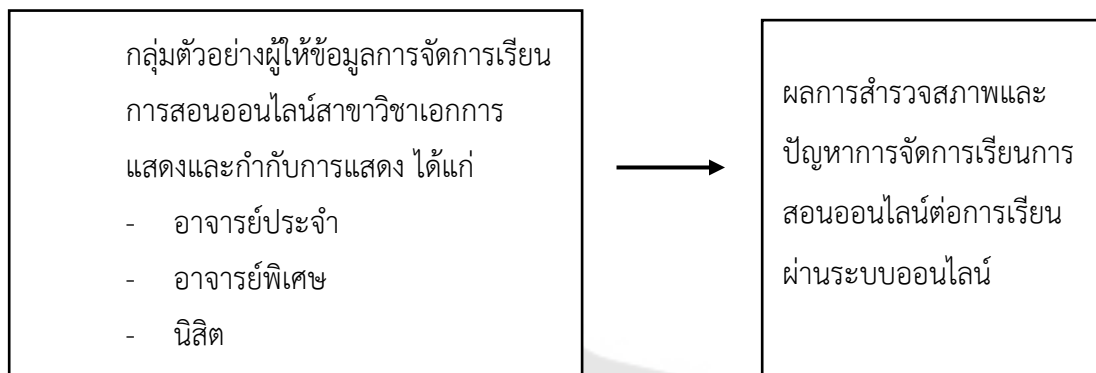 กลุ่มตัวอย่างผู้ให้ข้อมูลการจัดการเรียน
การสอนออนไลน์สาขาวิชาเอกการ
แสดงและกำกับการแสดง ได้แก่
- อาจารย์ประจำ
- อาจารย์พิเศษ
- นิสิต
ผลการสำรวจสภาพและ
ปัญหาการจัดการเรียนการ
สอนออนไลน์ต่อการเรียน
ผ่านระบบออนไลน์